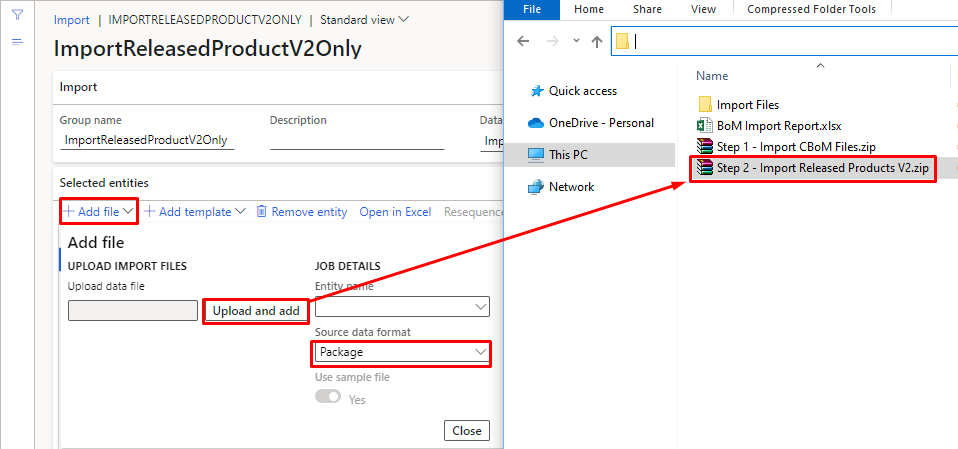 Import | IMPORTRELEASEDPRODUCTV2ONLY | Standard view
ImportReleasedProductV2Only
Import
Group name
Description
Data
ImportReleasedProductV2Only
Imp
Selected entities
Add file
Add template
Remove entity
Open in Excel
Resequenc
Add file
UPLOAD IMPORT FILES
JOB DETAILS
Upload data file
Entity name
Upload and add
Source data format
Package
Use sample file
Yes
Close
File
Home
Share
View
Compressed Folder Tools
Name
Quick access
OneDrive - Personal
This PC
Network
Import Files
BoM Import Report.xlsx
Step 1 - Import CBoM Files.zip
Step 2 - Import Released Products V2.zip